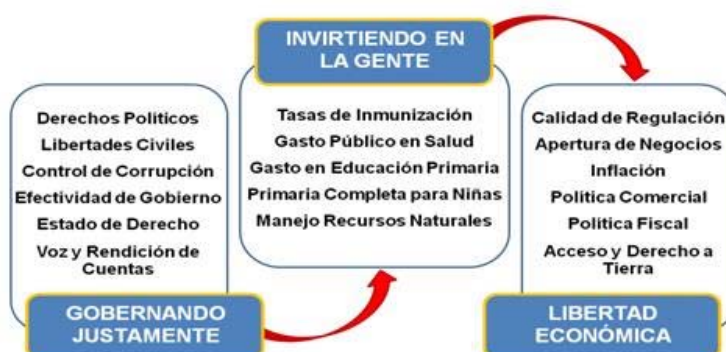 INVIRTIENDO EN
LA GENTE
Derechos Políticos
Libertades Civiles
Control de Corrupción
Efectividad de Gobierno
Estado de Derecho
Voz y Rendición de
Cuentas
GOBERNANDO
JUSTAMENTE
Tasas de Inmunización
Gasto Público en Salud
Gasto en Educación Primaria
Primaria Completa para Niñas
Manejo Recursos Naturales
Calidad de Regulación
Apertura de Negocios
Inflación
Política Comercial
Política Fiscal
Acceso y Derecho a
Tierra
LIBERTAD
ECONÓMICA